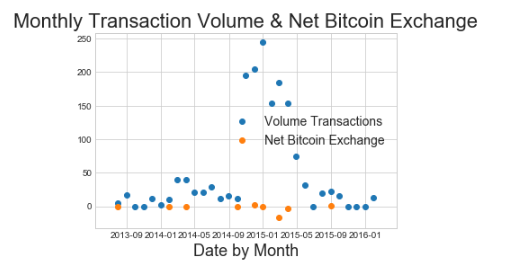 Monthly Transaction Volume & Net Bitcoin Exchange
250
200
150
100
50
0
Volume Transactions
Net Bitcoin Exchange
2013-09 2014-01 2014-05 2014-09 2015-01 2015-05 2015-09 2016-01
Date by Month